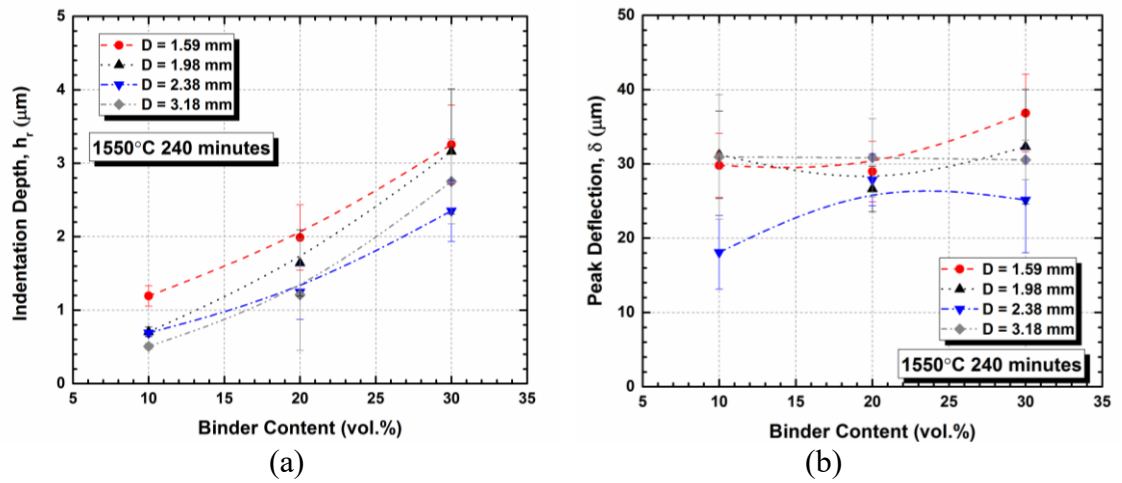 5
4
3
2
1
0
5
10
15
20
25
30
35
Indentation Depth, h_r (μm)
Binder Content (vol.%)
D = 1.59 mm
D = 1.98 mm
D = 2.38 mm
D = 3.18 mm
1550°C 240 minutes
(a)
50
40
30
20
10
0
5
10
15
20
25
30
35
Peak Deflection, δ (μm)
Binder Content (vol.%)
D = 1.59 mm
D = 1.98 mm
D = 2.38 mm
D = 3.18 mm
1550°C 240 minutes
(b)